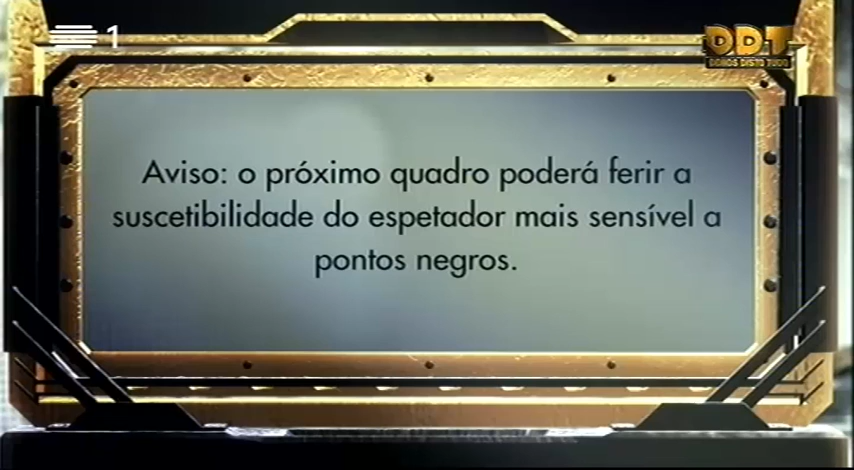 1
DDT
DONOS DISTO TUDO
Aviso: o próximo quadro poderá ferir a
suscetibilidade do espetador mais sensível a
pontos negros.